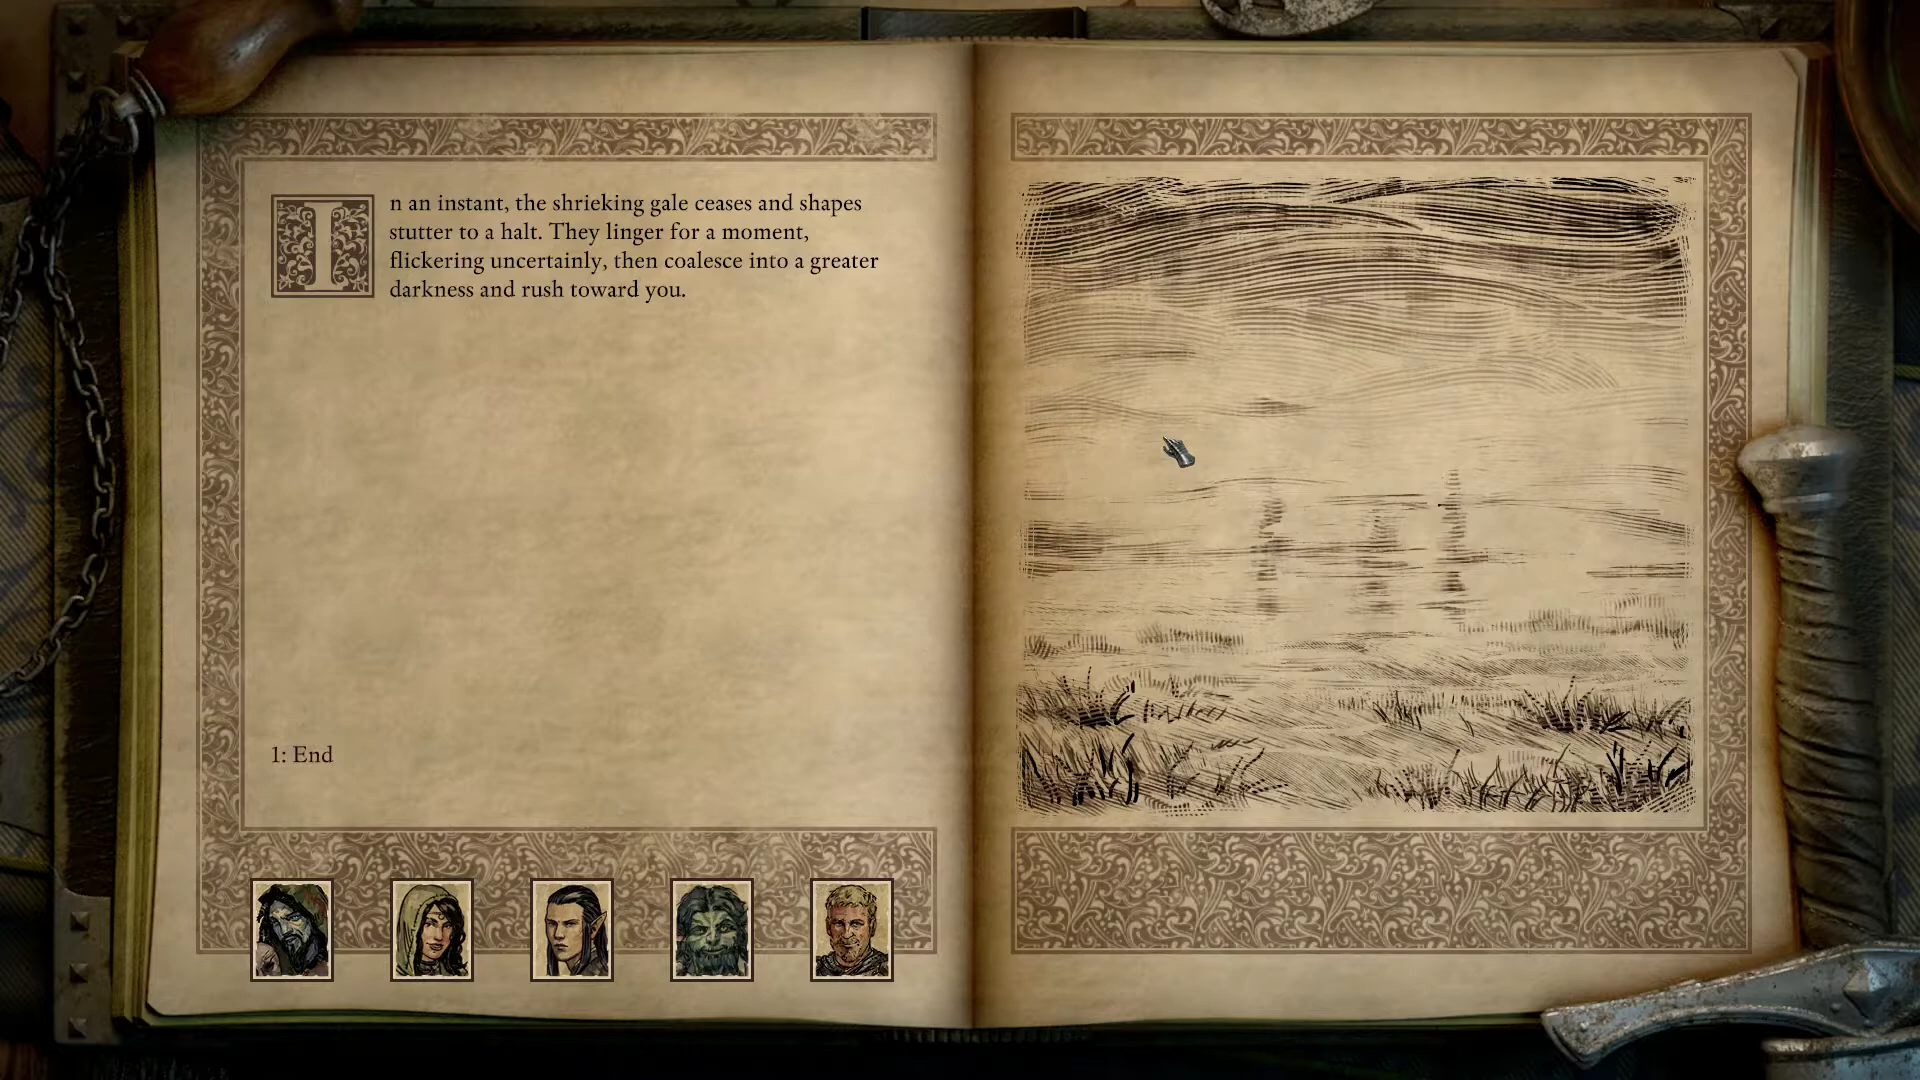 In an instant, the shrieking gale ceases and shapes
stutter to a halt. They linger for a moment,
flickering uncertainly, then coalesce into a greater
darkness and rush toward you.
1: End